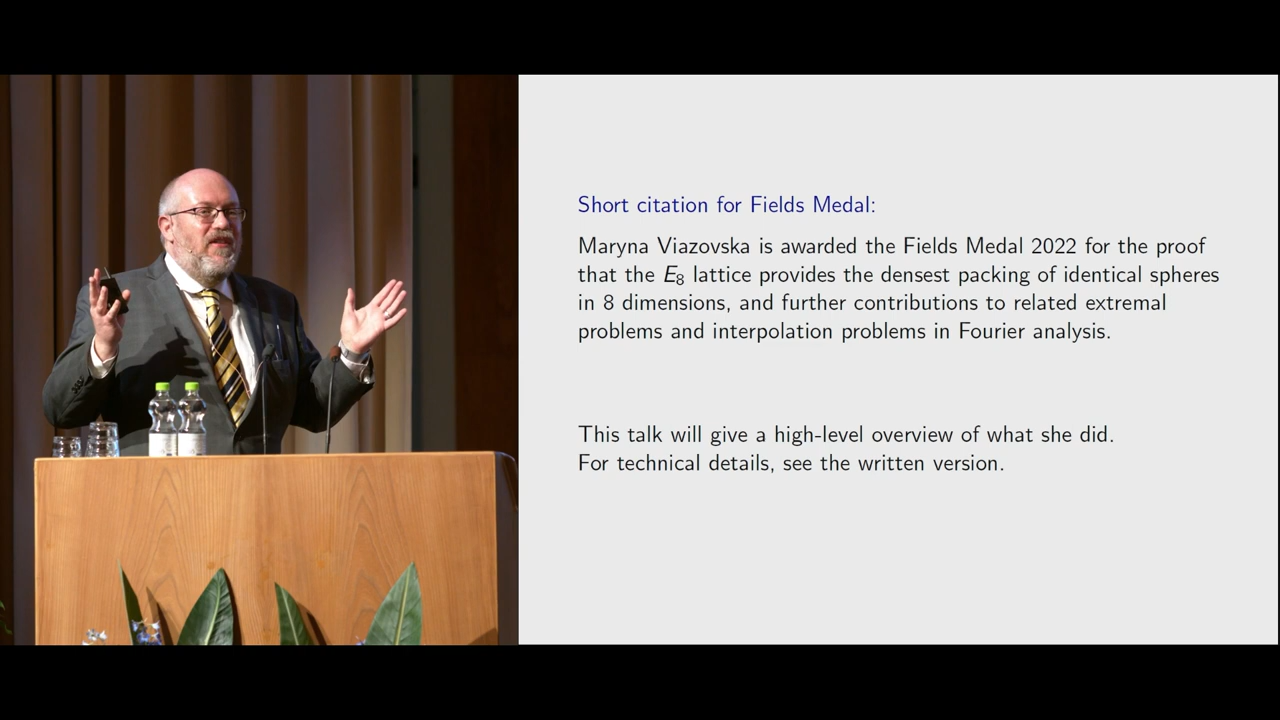 Short citation for Fields Medal:
Maryna Viazovska is awarded the Fields Medal 2022 for the proof
that the E₈ lattice provides the densest packing of identical spheres
in 8 dimensions, and further contributions to related extremal
problems and interpolation problems in Fourier analysis.
This talk will give a high-level overview of what she did.
For technical details, see the written version.